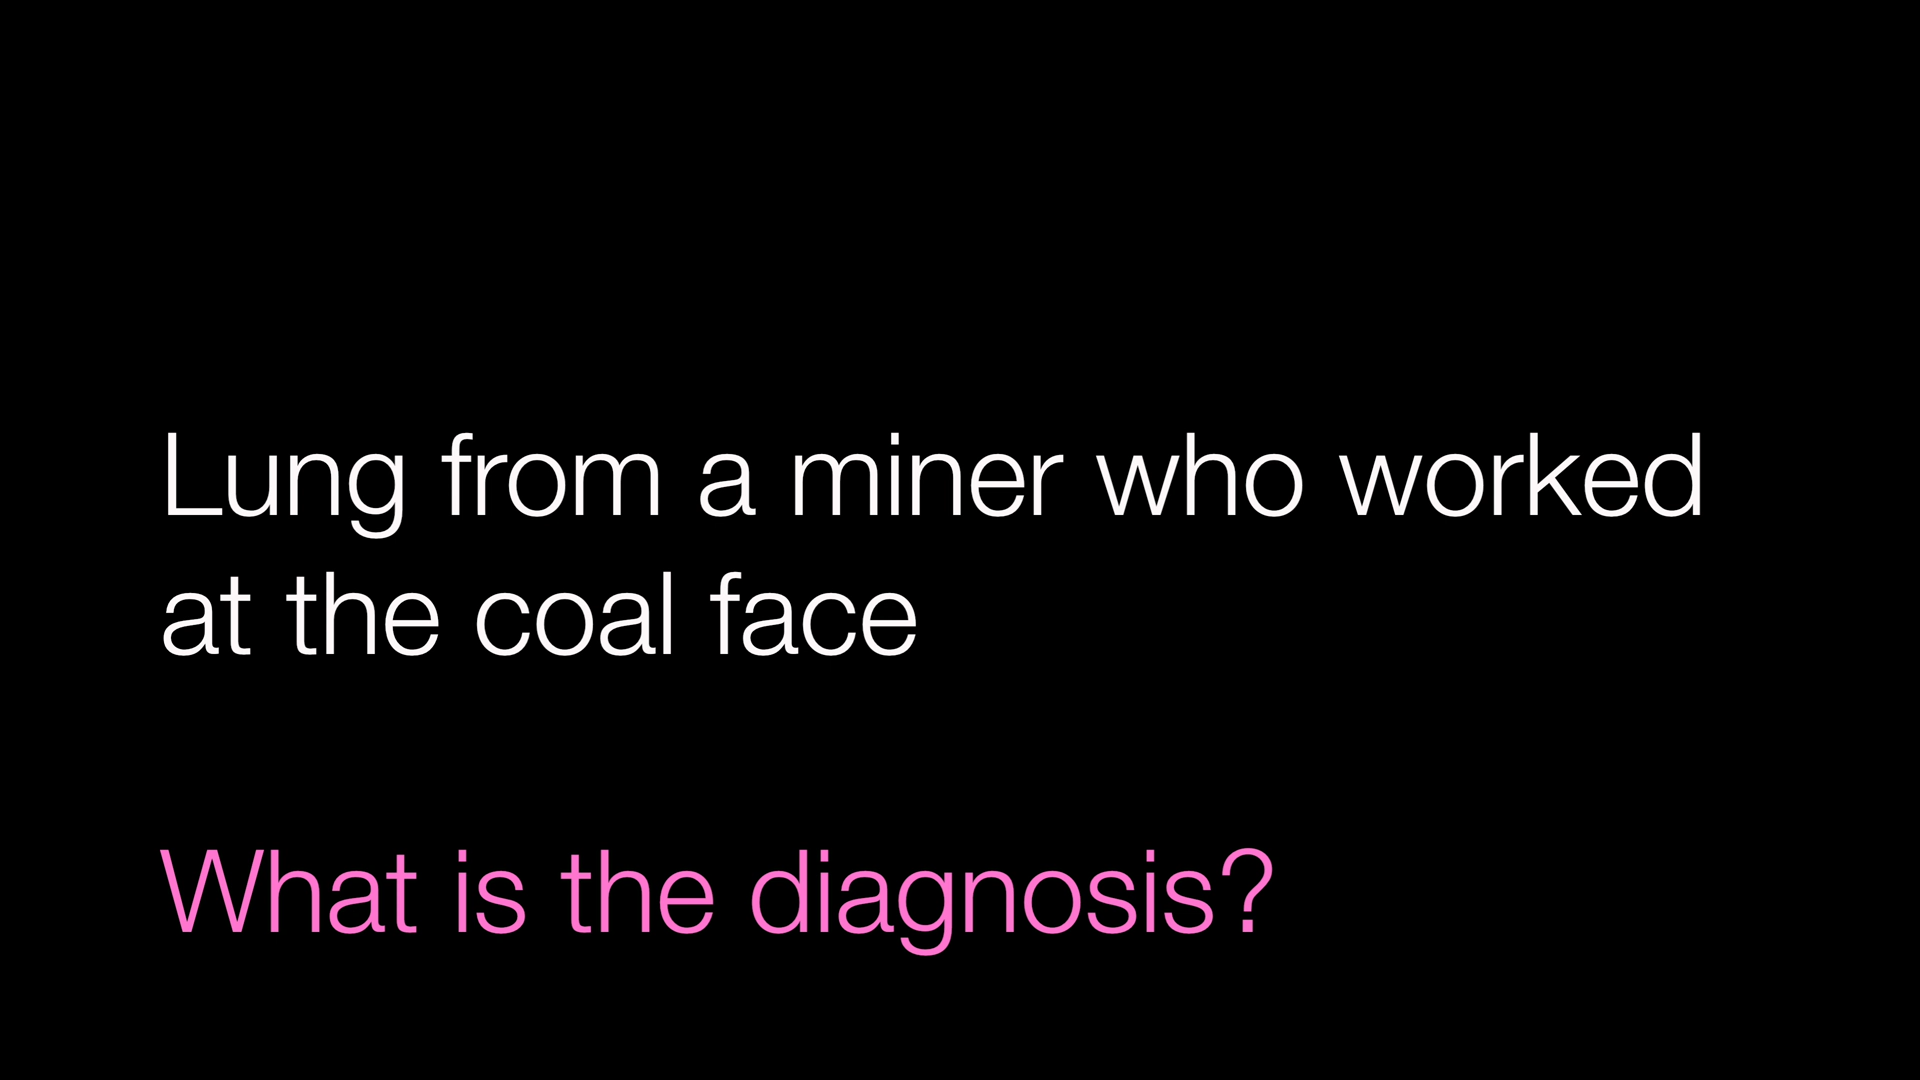 Lung from a miner who worked
at the coal face
What is the diagnosis?